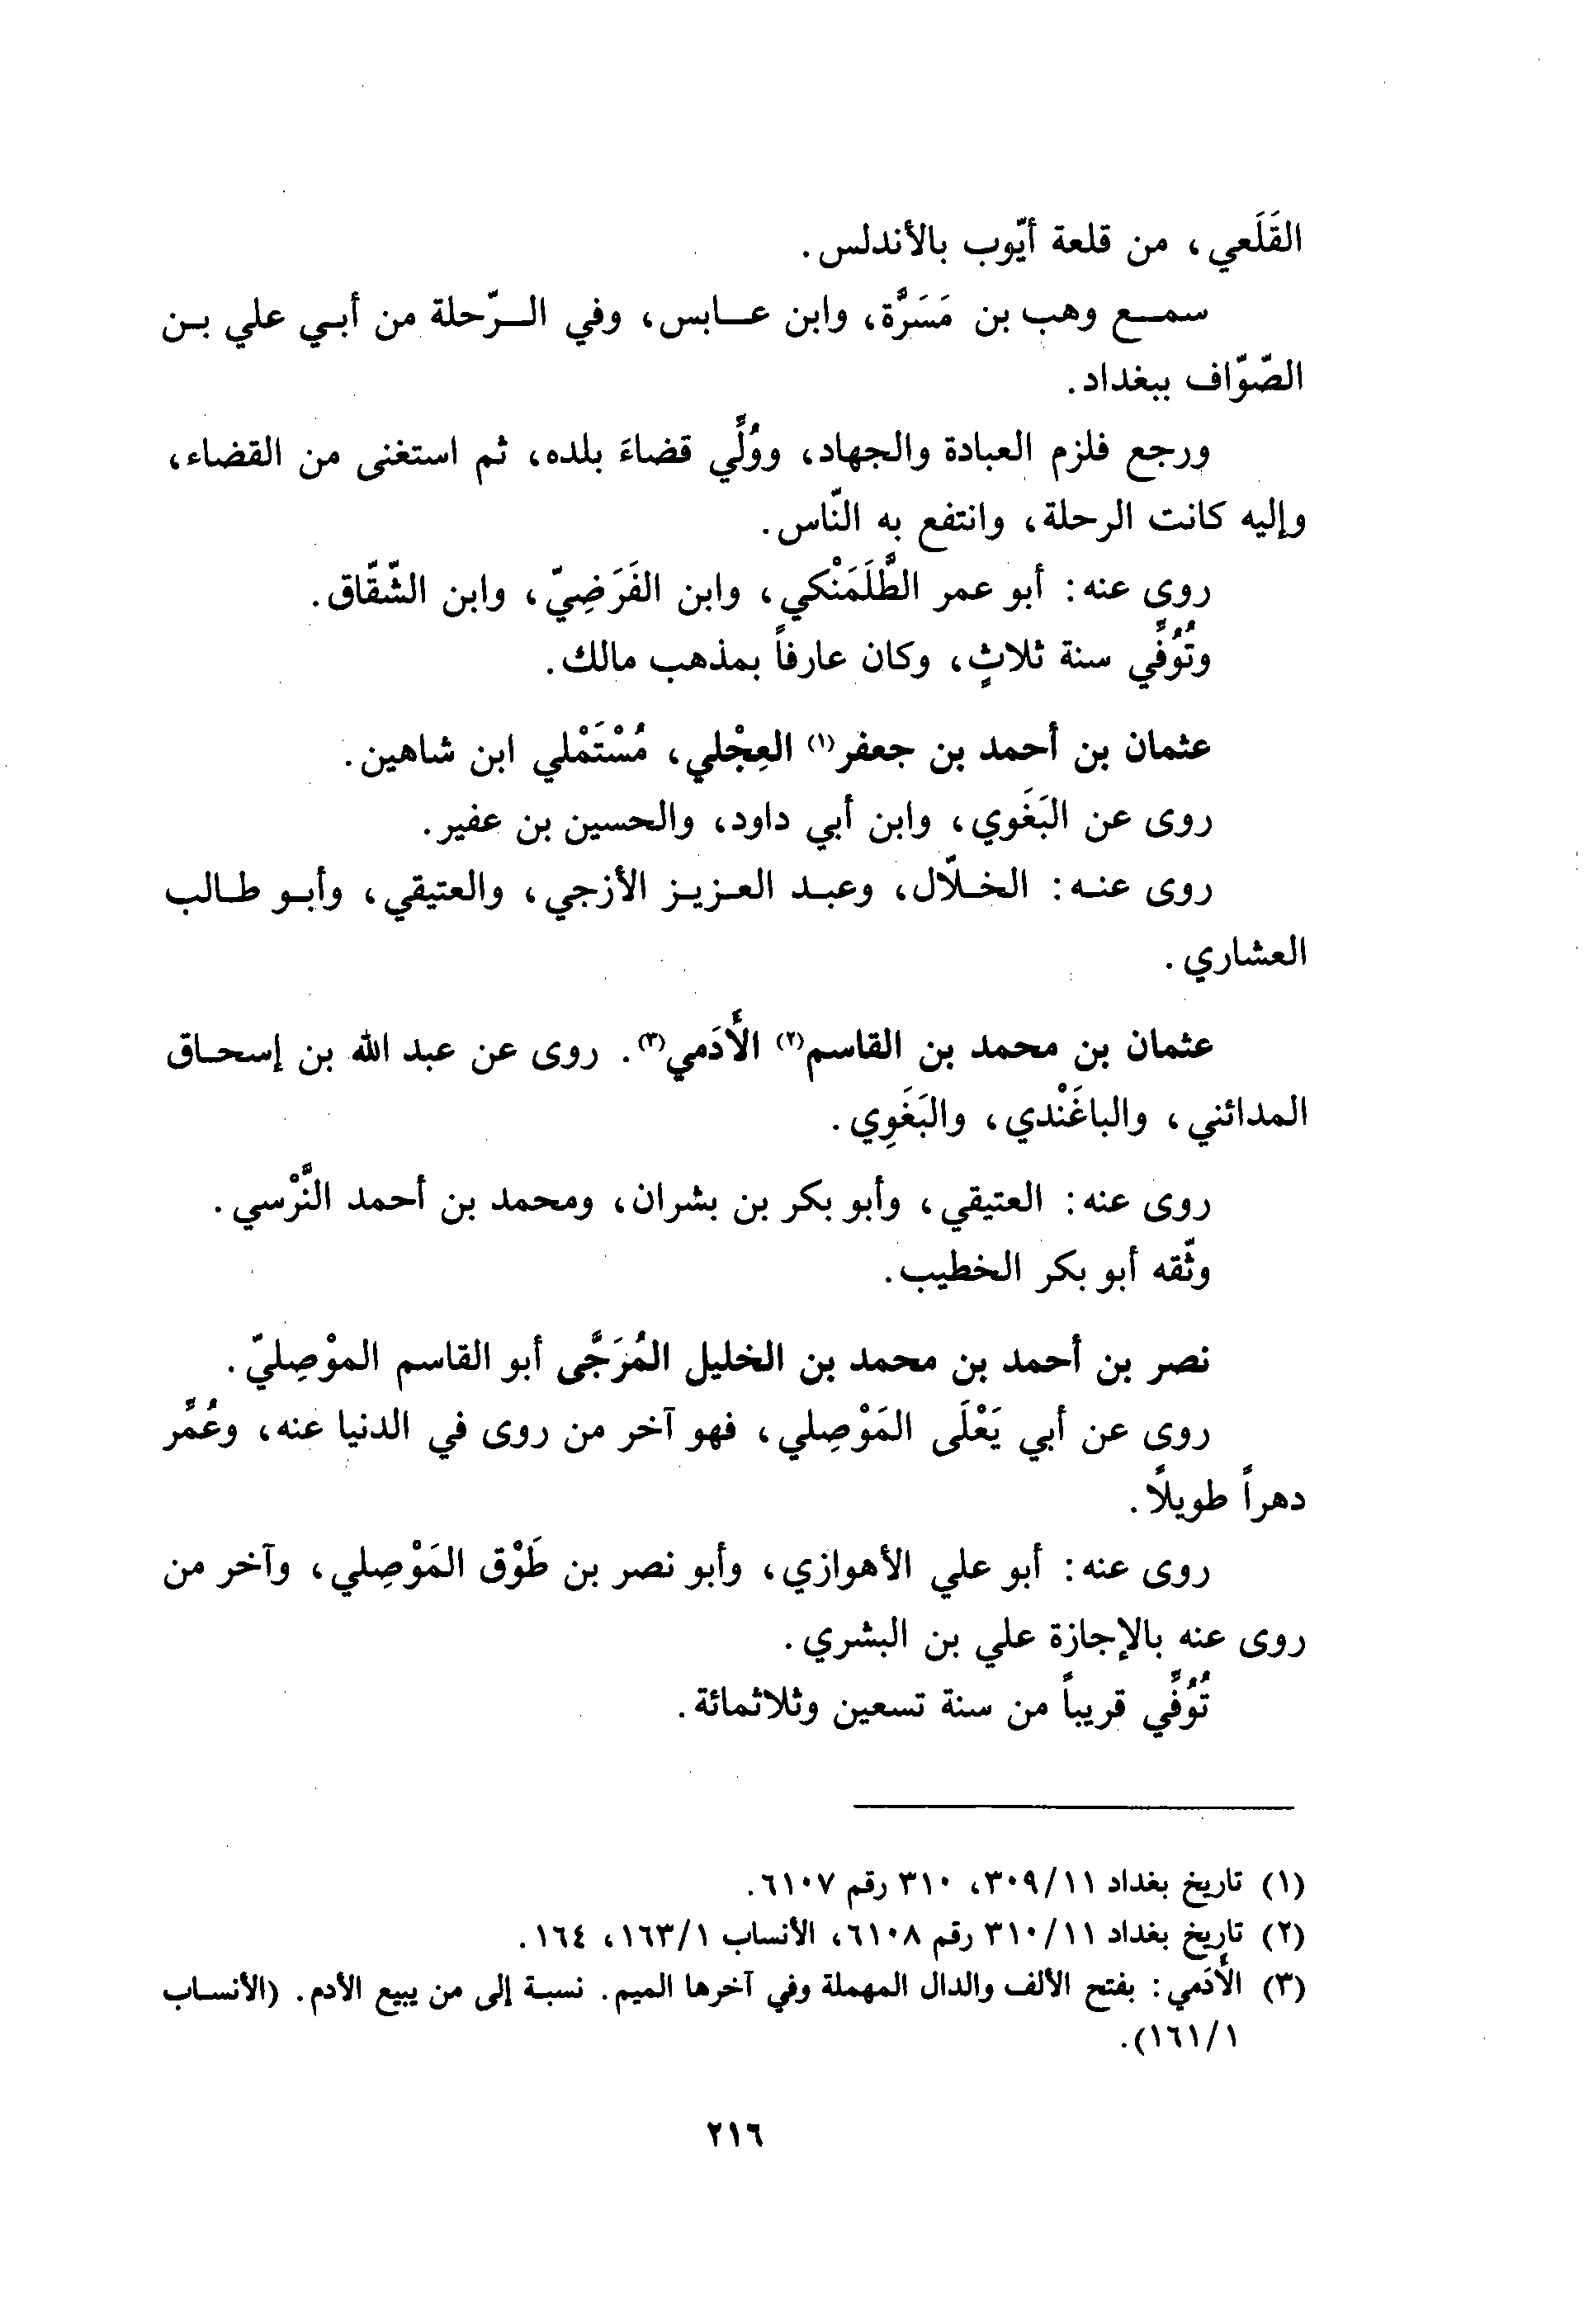 القَلَعي، من قلعة أيّوب بالأندلس.
سمع وهب بن مَسَرَّة، وابن عابس، وفي الرّحلة من أبي علي بن
الصّوّاف ببغداد.
ورجع فلزم العبادة والجهاد، ووُلِّي قضاءَ بلده، ثم استغنى من القضاء،
وإليه كانت الرحلة، وانتفع به النّاس.
روى عنه: أبو عمر الطَّلَمَنْكي، وابن الفَرَضِيّ، وابن الشّقّاق.
وتُوُفِّي سنة ثلاثٍ، وكان عارفاً بمذهب مالك.
عثمان بن أحمد بن جعفر(١) العِجْلي، مُسْتَمْلي ابن شاهين.
روى عن البَغَوي، وابن أبي داود، والحسين بن عفير.
روى عنه: الخلّال، وعبد العزيز الأزجي، والعتيقي، وأبو طالب
العشاري.
عثمان بن محمد بن القاسم(٢) الأَدَمي(٣). روى عن عبد الله بن إسحاق
المدائني، والباغَنْدي، والبَغَوِي.
روى عنه: العتيقي، وأبو بكر بن بشران، ومحمد بن أحمد النَّرْسي.
وثّقه أبو بكر الخطيب.
نصر بن أحمد بن محمد بن الخليل المُرَجَّى أبو القاسم الموْصِليّ.
روى عن أبي يَعْلَى المَوْصِلي، فهو آخر من روى في الدنيا عنه، وعُمِّر
دهراً طويلًا.
روى عنه: أبو علي الأهوازي، وأبو نصر بن طَوْق المَوْصِلي، وآخر من
روى عنه بالإجازة علي بن البشري.
تُوُفِّي قريباً من سنة تسعين وثلاثمائة.
(١) تاريخ بغداد ٣٠٩/١١، ٣١٠ رقم ٦١٠٧.
(٢) تاريخ بغداد ٣١٠/١١ رقم ٦١٠٨، الأنساب ١٦٣/١، ١٦٤.
(٣) الأَدَمي: بفتح الألف والدال المهملة وفي آخرها الميم. نسبة إلى من يبيع الأدم. (الأنساب
١٦١/١).
٢١٦